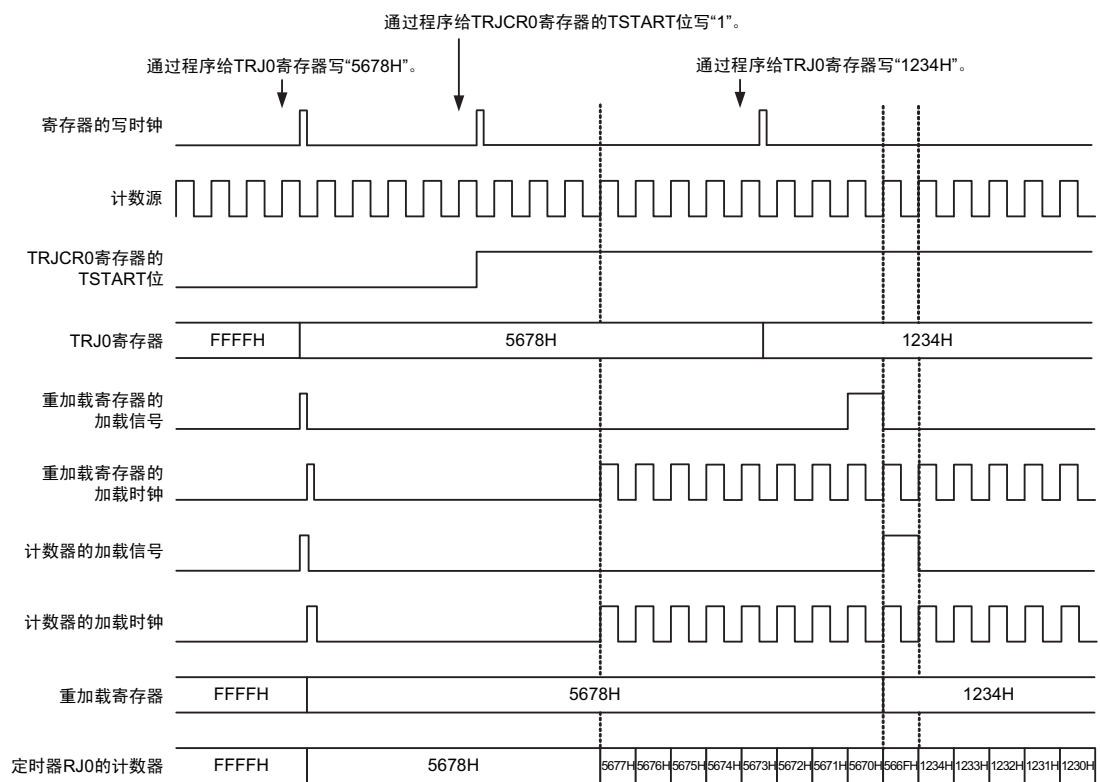 通过程序给TRJCR0寄存器的TSTART位写“1”。
通过程序给TRJ0寄存器写“5678H”。
通过程序给TRJ0寄存器写“1234H”。
寄存器的写时钟
计数源
TRJCR0寄存器的
TSTART位
TRJ0寄存器 FFFFH 5678H 1234H
重加载寄存器的
加载信号
重加载寄存器的
加载时钟
计数器的加载信号
计数器的加载时钟
重加载寄存器 FFFFH 5678H 1234H
定时器RJ0的计数器 FFFFH 5678H 5677H 5676H 5675H 5674H 5673H 5672H 5671H 5670H 566FH 1234H 1233H 1232H 1231H 1230H